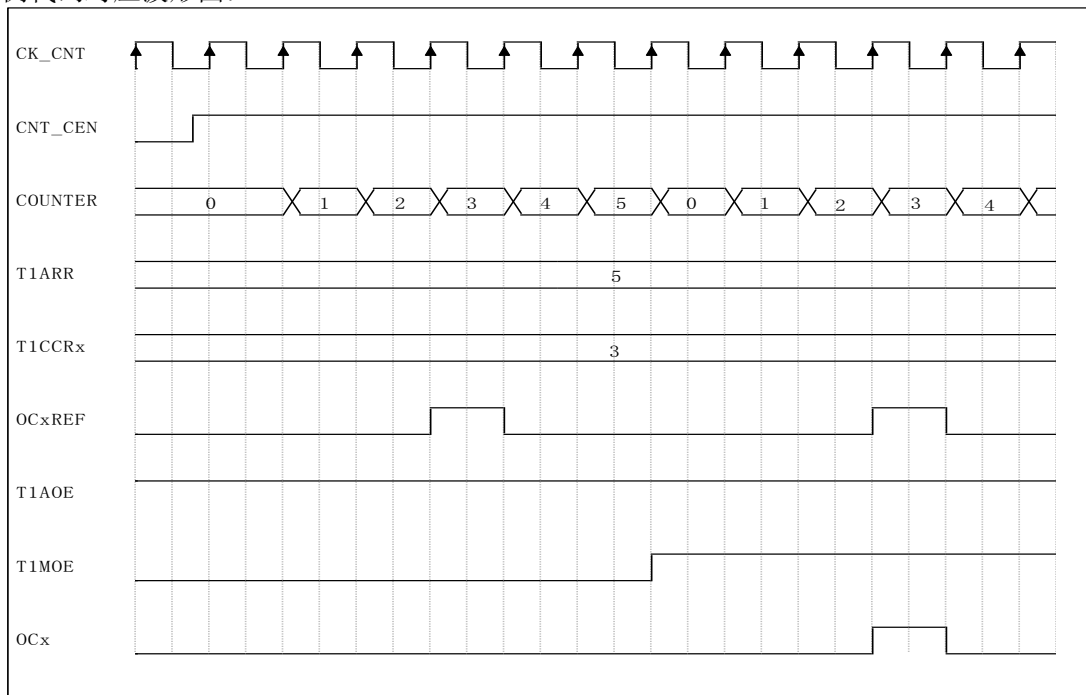 CK_CNT
CNT_CEN
COUNTER 0 1 2 3 4 5 0 1 2 3 4
T1ARR 5
T1CCRx 3
OCxREF
T1AOE
T1MOE
OCx